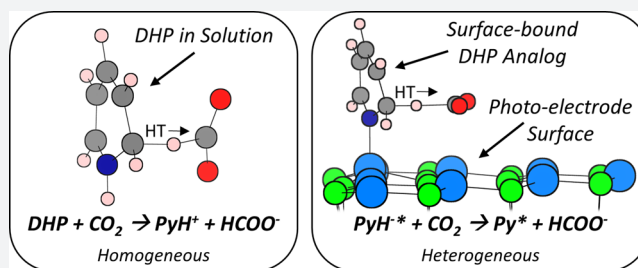 DHP in Solution
HT→
DHP + CO₂ → PyH⁺ + HCOO⁻
Homogeneous
Surface-bound
DHP Analog
HT→
Photo-electrode
Surface
PyH⁻* + CO₂ → Py* + HCOO⁻
Heterogeneous